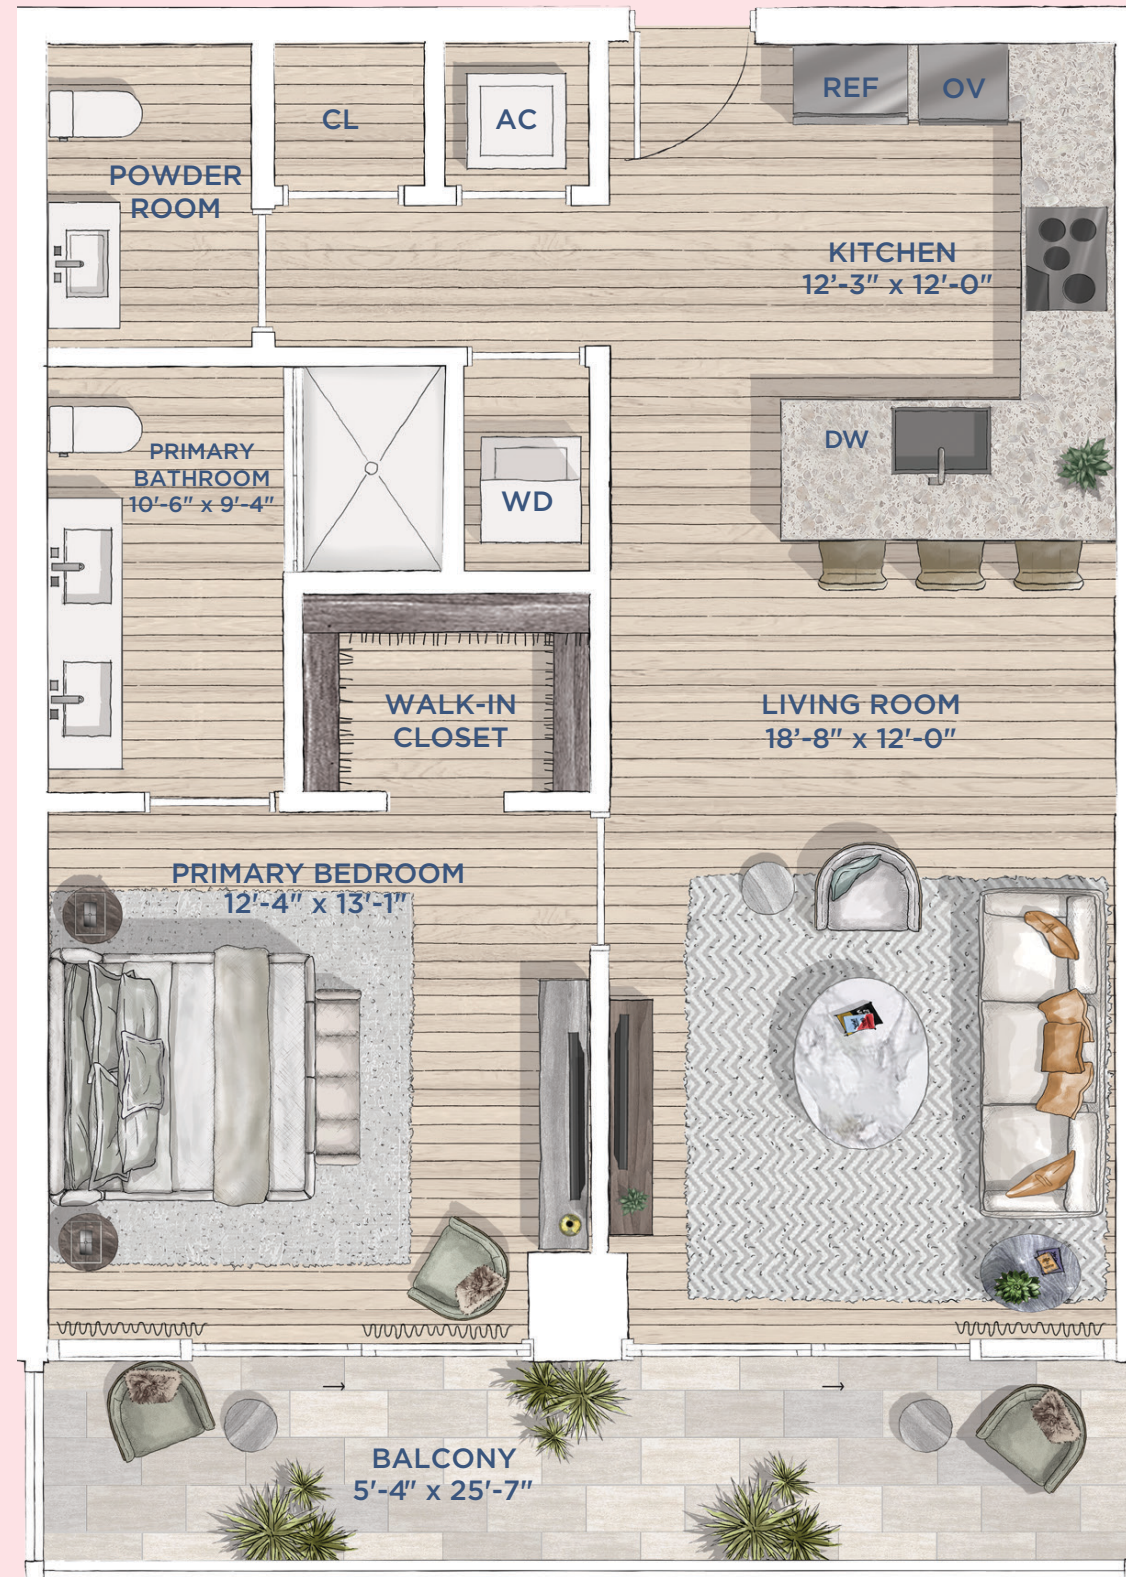 REF
OV
CL
AC
POWDER
ROOM
KITCHEN
12’-3" x 12'-0"
DW
PRIMARY
BATHROOM
10'-6" x 9'-4"
WD
WALK-IN
CLOSET
LIVING ROOM
18’-8" x 12'-0"
PRIMARY BEDROOM
12'-4" x 13'-1"
BALCONY
5'-4" x 25'-7"